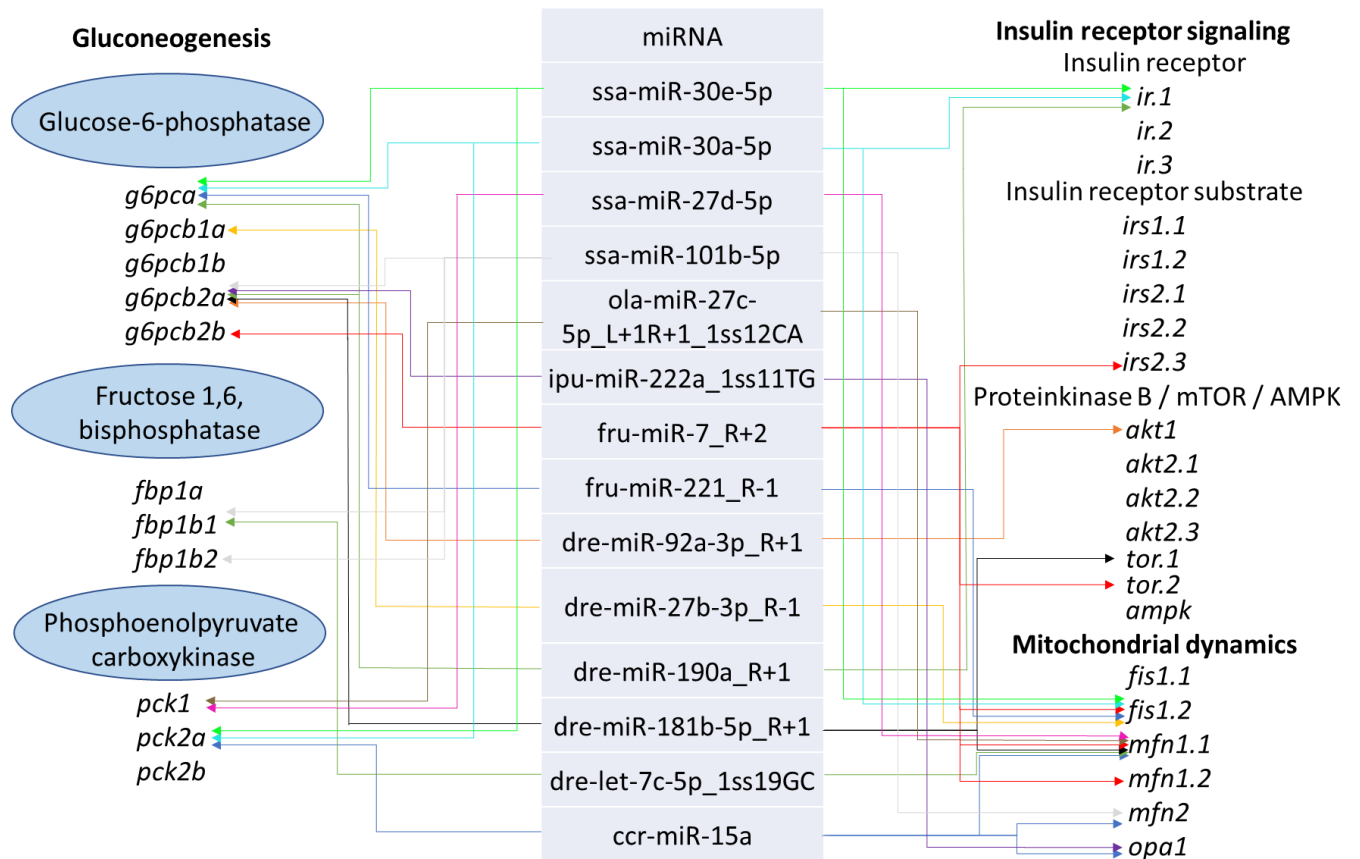 Gluconeogenesis
Glucose-6-phosphatase
g6pca
g6pcb1a
g6pcb1b
g6pcb2a
g6pcb2b
Fructose 1,6,
bisphosphatase
fbp1a
fbp1b1
fbp1b2
Phosphoenolpyruvate
carboxykinase
pck1
pck2a
pck2b
miRNA
ssa-miR-30e-5p
ssa-miR-30a-5p
ssa-miR-27d-5p
ssa-miR-101b-5p
ola-miR-27c-
5p_L+1R+1_1ss12CA
ipu-miR-222a_1ss11TG
fru-miR-7_R+2
fru-miR-221_R-1
dre-miR-92a-3p_R+1
dre-miR-27b-3p_R-1
dre-miR-190a_R+1
dre-miR-181b-5p_R+1
dre-let-7c-5p_1ss19GC
ccr-miR-15a
Insulin receptor signaling
Insulin receptor
ir.1
ir.2
ir.3
Insulin receptor substrate
irs1.1
irs1.2
irs2.1
irs2.2
irs2.3
Proteinkinase B / mTOR / AMPK
akt1
akt2.1
akt2.2
akt2.3
tor.1
tor.2
ampk
Mitochondrial dynamics
fis1.1
fis1.2
mfn1.1
mfn1.2
mfn2
opa1